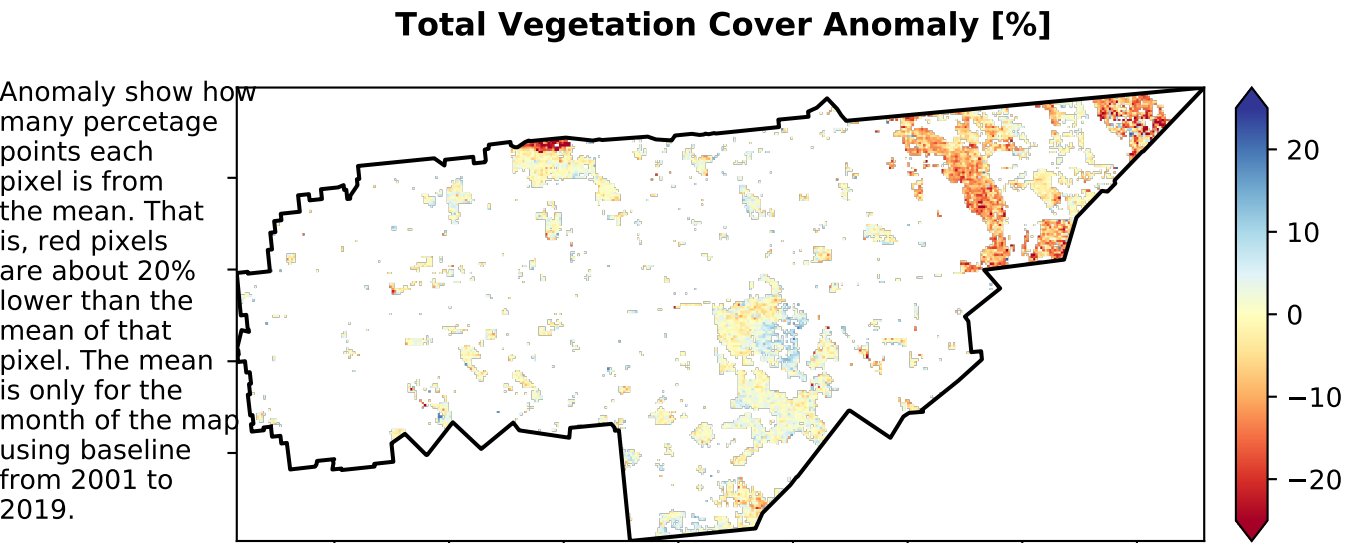 Total Vegetation Cover Anomaly [%]
Anomaly show how
many percetage
points each
pixel is from
the mean. That
is, red pixels
are about 20%
lower than the
mean of that
pixel. The mean
is only for the
month of the map
using baseline
from 2001 to
2019.
20
10
0
−10
−20